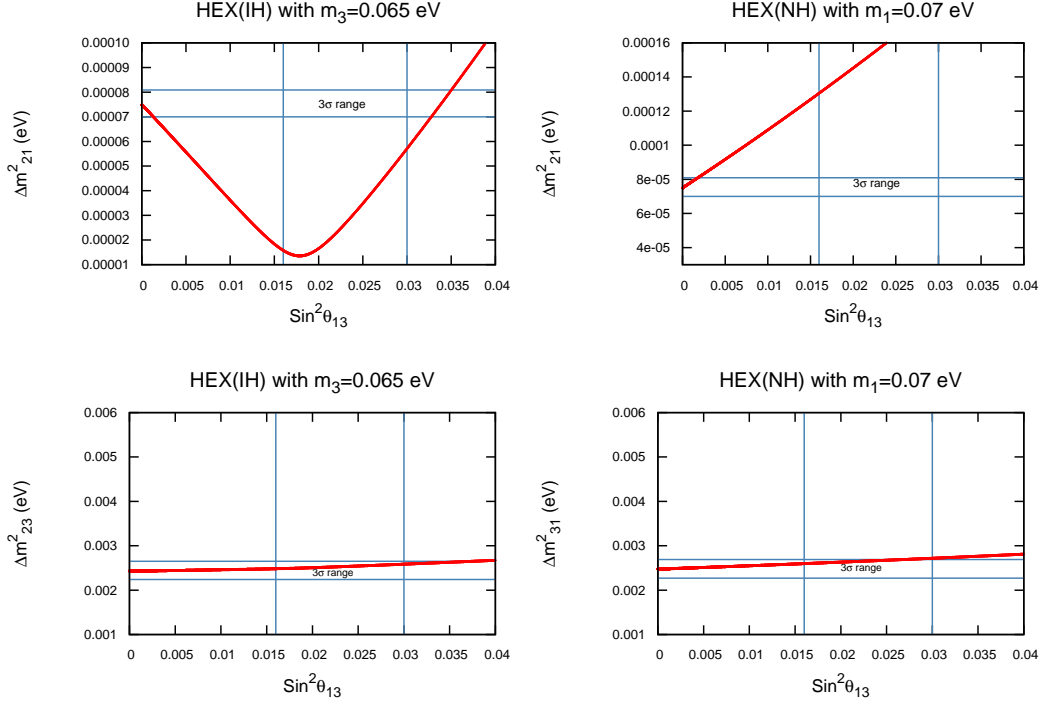 HEX(IH) with m3=0.065 eV
0.00010
0.00009
0.00008
0.00007
0.00006
0.00005
0.00004
0.00003
0.00002
0.00001
Δm²21 (eV)
3σ range
0 0.005 0.01 0.015 0.02 0.025 0.03 0.035 0.04
Sin²θ13
HEX(NH) with m1=0.07 eV
0.00016
0.00014
0.00012
0.0001
8e-05
6e-05
4e-05
Δm²21 (eV)
3σ range
0 0.005 0.01 0.015 0.02 0.025 0.03 0.035 0.04
Sin²θ13
HEX(IH) with m3=0.065 eV
0.006
0.005
0.004
0.003
0.002
0.001
Δm²23 (eV)
3σ range
0 0.005 0.01 0.015 0.02 0.025 0.03 0.035 0.04
Sin²θ13
HEX(NH) with m1=0.07 eV
0.006
0.005
0.004
0.003
0.002
0.001
Δm²31 (eV)
3σ range
0 0.005 0.01 0.015 0.02 0.025 0.03 0.035 0.04
Sin²θ13